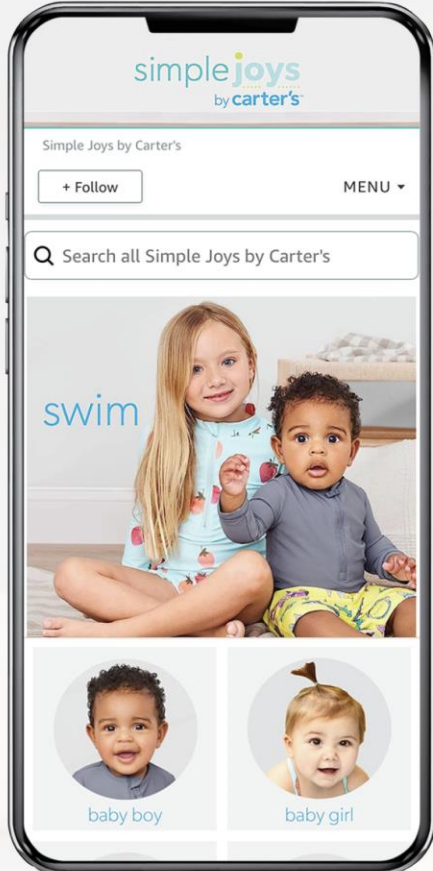 simple joys
by carter's
Simple Joys by Carter's
+ Follow
MENU
Search all Simple Joys by Carter's
swim
baby boy
baby girl